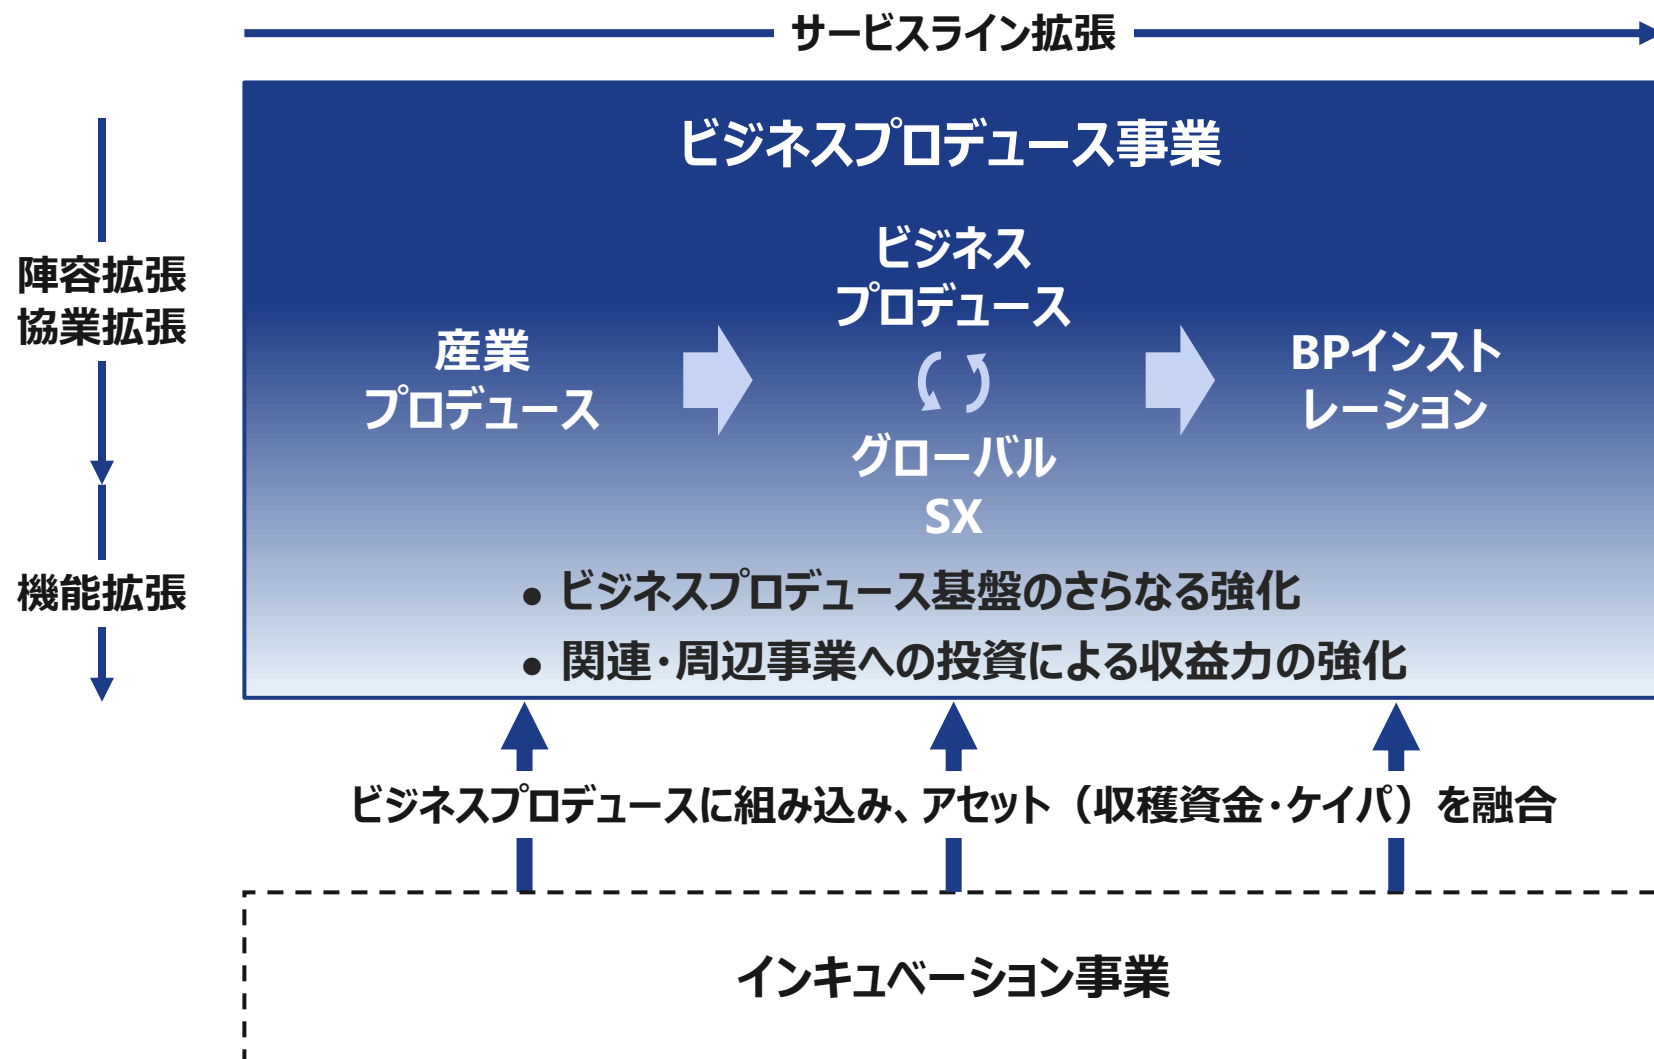 サービスライン拡張
ビジネスプロデュース事業
陣容拡張
協業拡張
機能拡張
産業
プロデュース
ビジネス
プロデュース
グローバル
SX
BPインスト
レーション
● ビジネスプロデュース基盤のさらなる強化
● 関連・周辺事業への投資による収益力の強化
ビジネスプロデュースに組み込み、アセット（収穫資金・ケイパ）を融合
インキュベーション事業